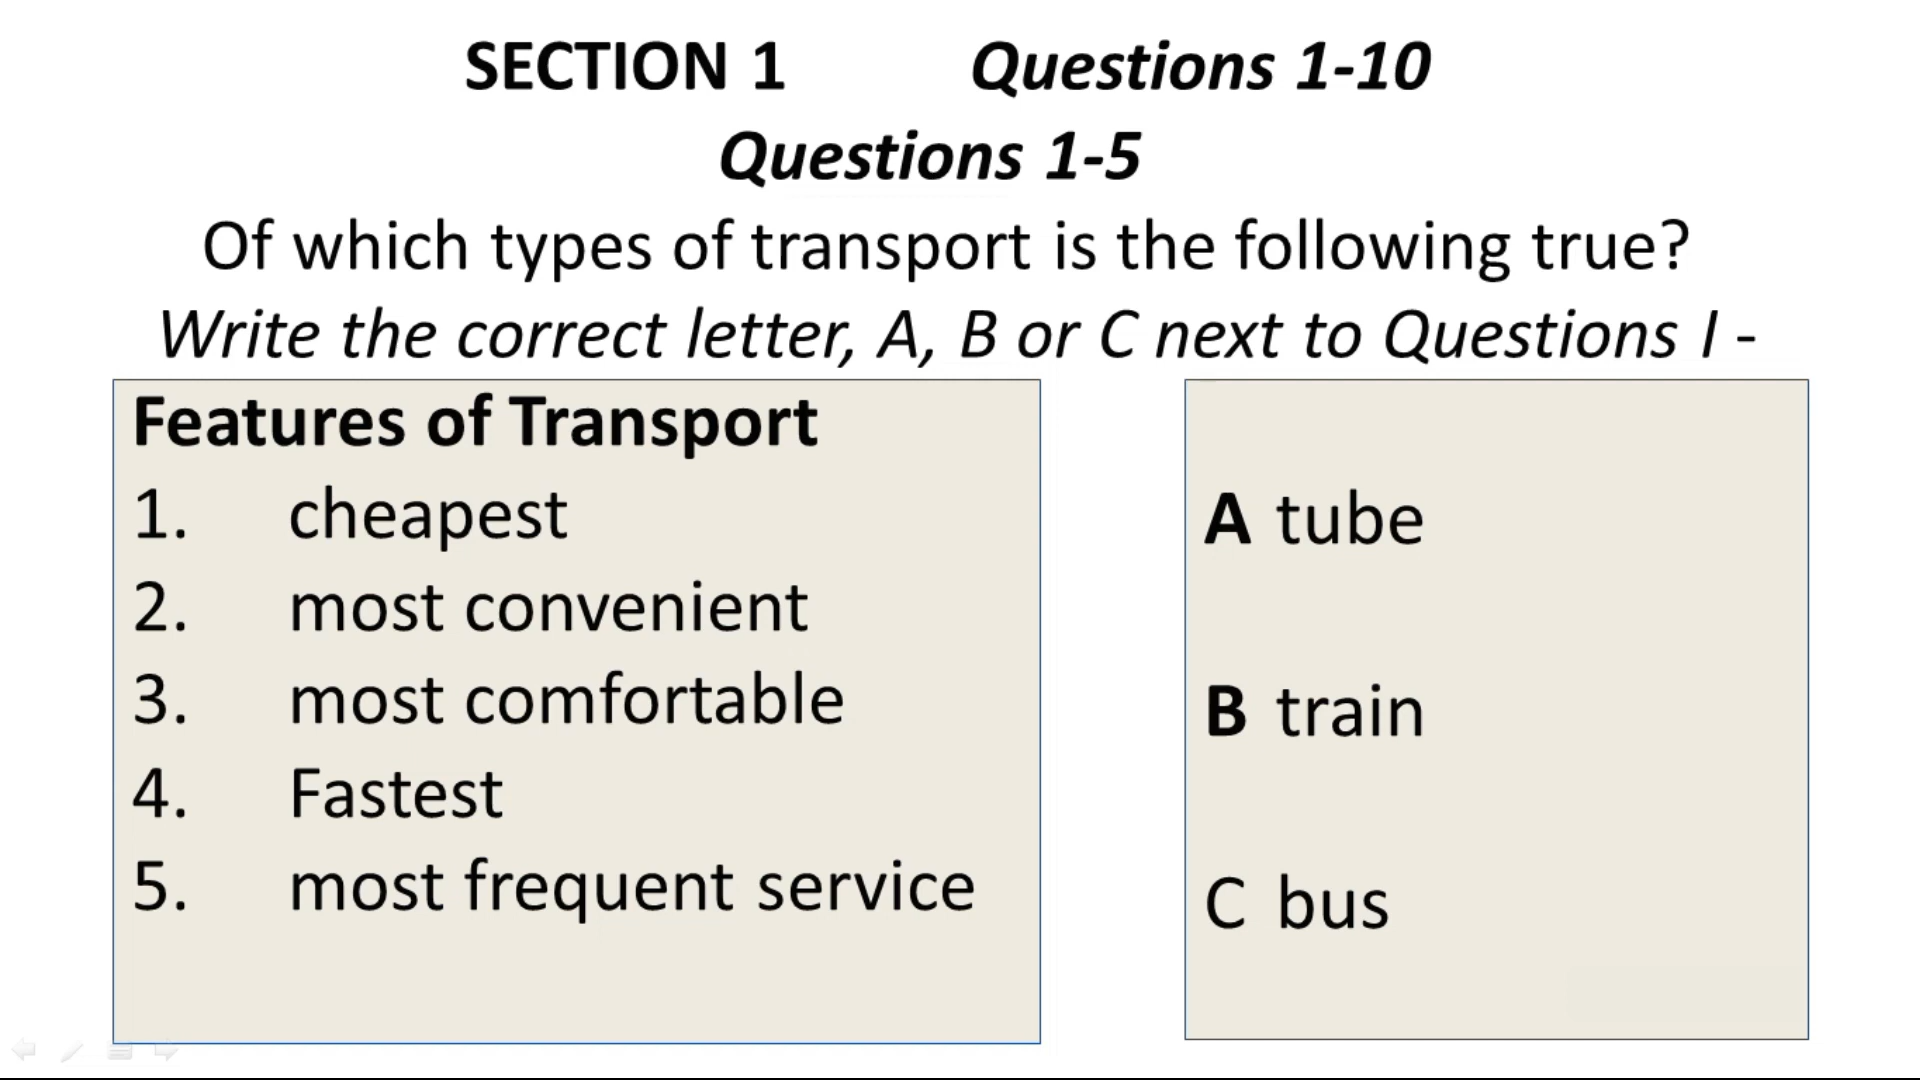 SECTION 1 Questions 1-10
Questions 1-5
Of which types of transport is the following true?
Write the correct letter, A, B or C next to Questions I -
Features of Transport
1. cheapest
2. most convenient
3. most comfortable
4. Fastest
5. most frequent service
A tube
B train
C bus